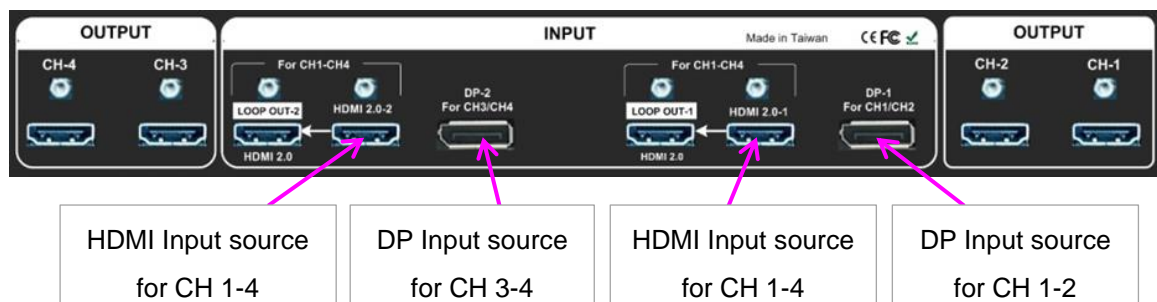 OUTPUT
CH-4
CH-3
INPUT
Made in Taiwan
CE FC
For CH1-CH4
LOOP OUT-2
HDMI 2.0-2
HDMI 2.0
DP-2
For CH3/CH4
For CH1-CH4
LOOP OUT-1
HDMI 2.0-1
HDMI 2.0
DP-1
For CH1/CH2
OUTPUT
CH-2
CH-1
HDMI Input source
for CH 1-4
DP Input source
for CH 3-4
HDMI Input source
for CH 1-4
DP Input source
for CH 1-2